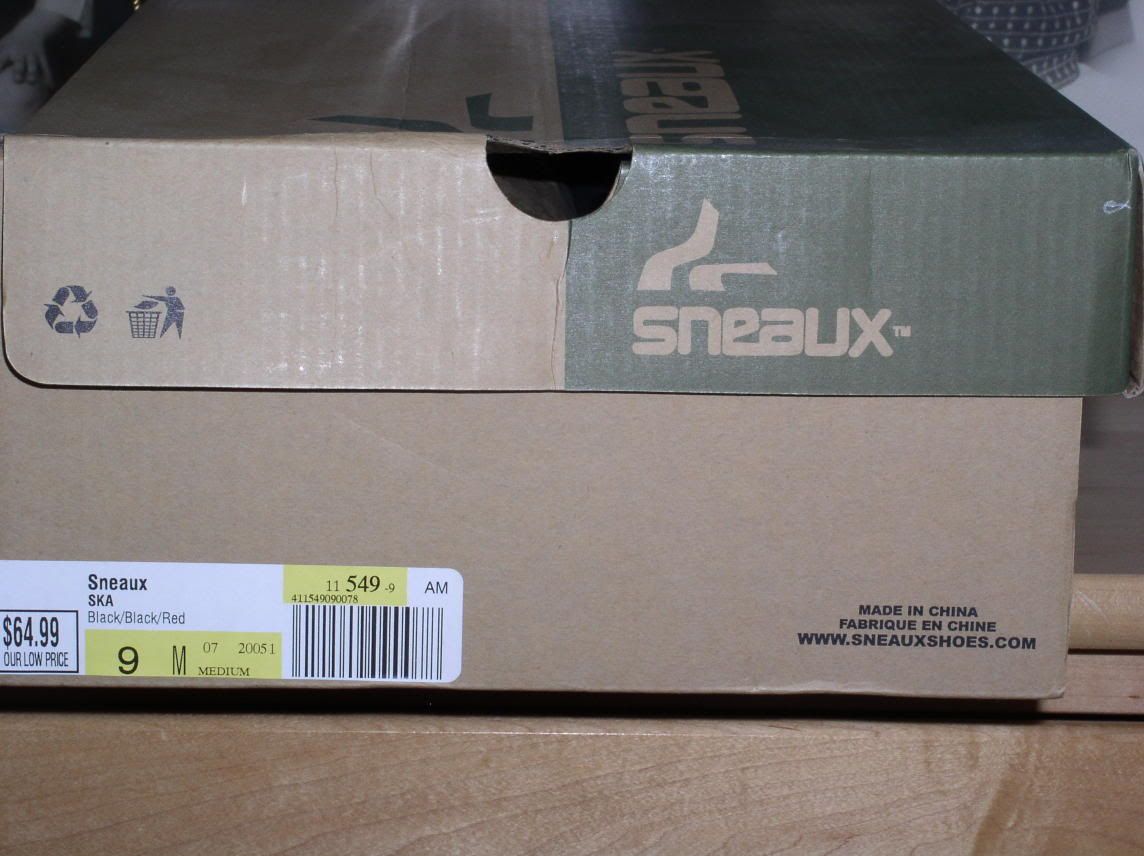 sneaux
sneaux™
Sneaux
SKA
Black/Black/Red
$64.99
OUR LOW PRICE
9 M 07 20051
MEDIUM
11 549 -9
411549090078
AM
MADE IN CHINA
FABRIQUE EN CHINE
WWW.SNEAUXSHOES.COM